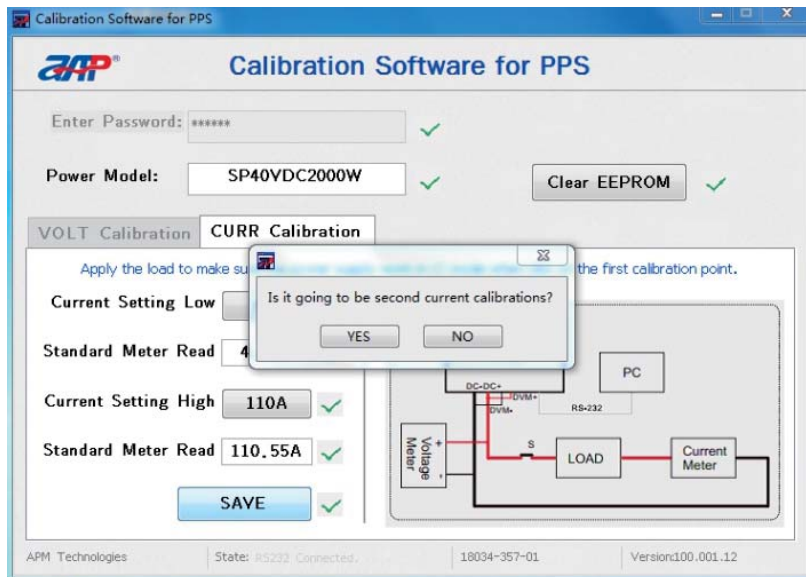 Calibration Software for PPS
APM®
Calibration Software for PPS
Enter Password: ******
Power Model: SP40VDC2000W
Clear EEPROM
VOLT Calibration CURR Calibration
Apply the load to make su the first calibration point.
Is it going to be second current calibrations?
YES NO
Current Setting Low
Standard Meter Read 4
Current Setting High 110A
Standard Meter Read 110.55A
SAVE
DC- DC+
DVM+
DVM-
RS-232
PC
Voltage Meter
+
-
S
LOAD
Current
Meter
APM Technologies State: RS232 Connected. 18034-357-01 Version:100.001.12